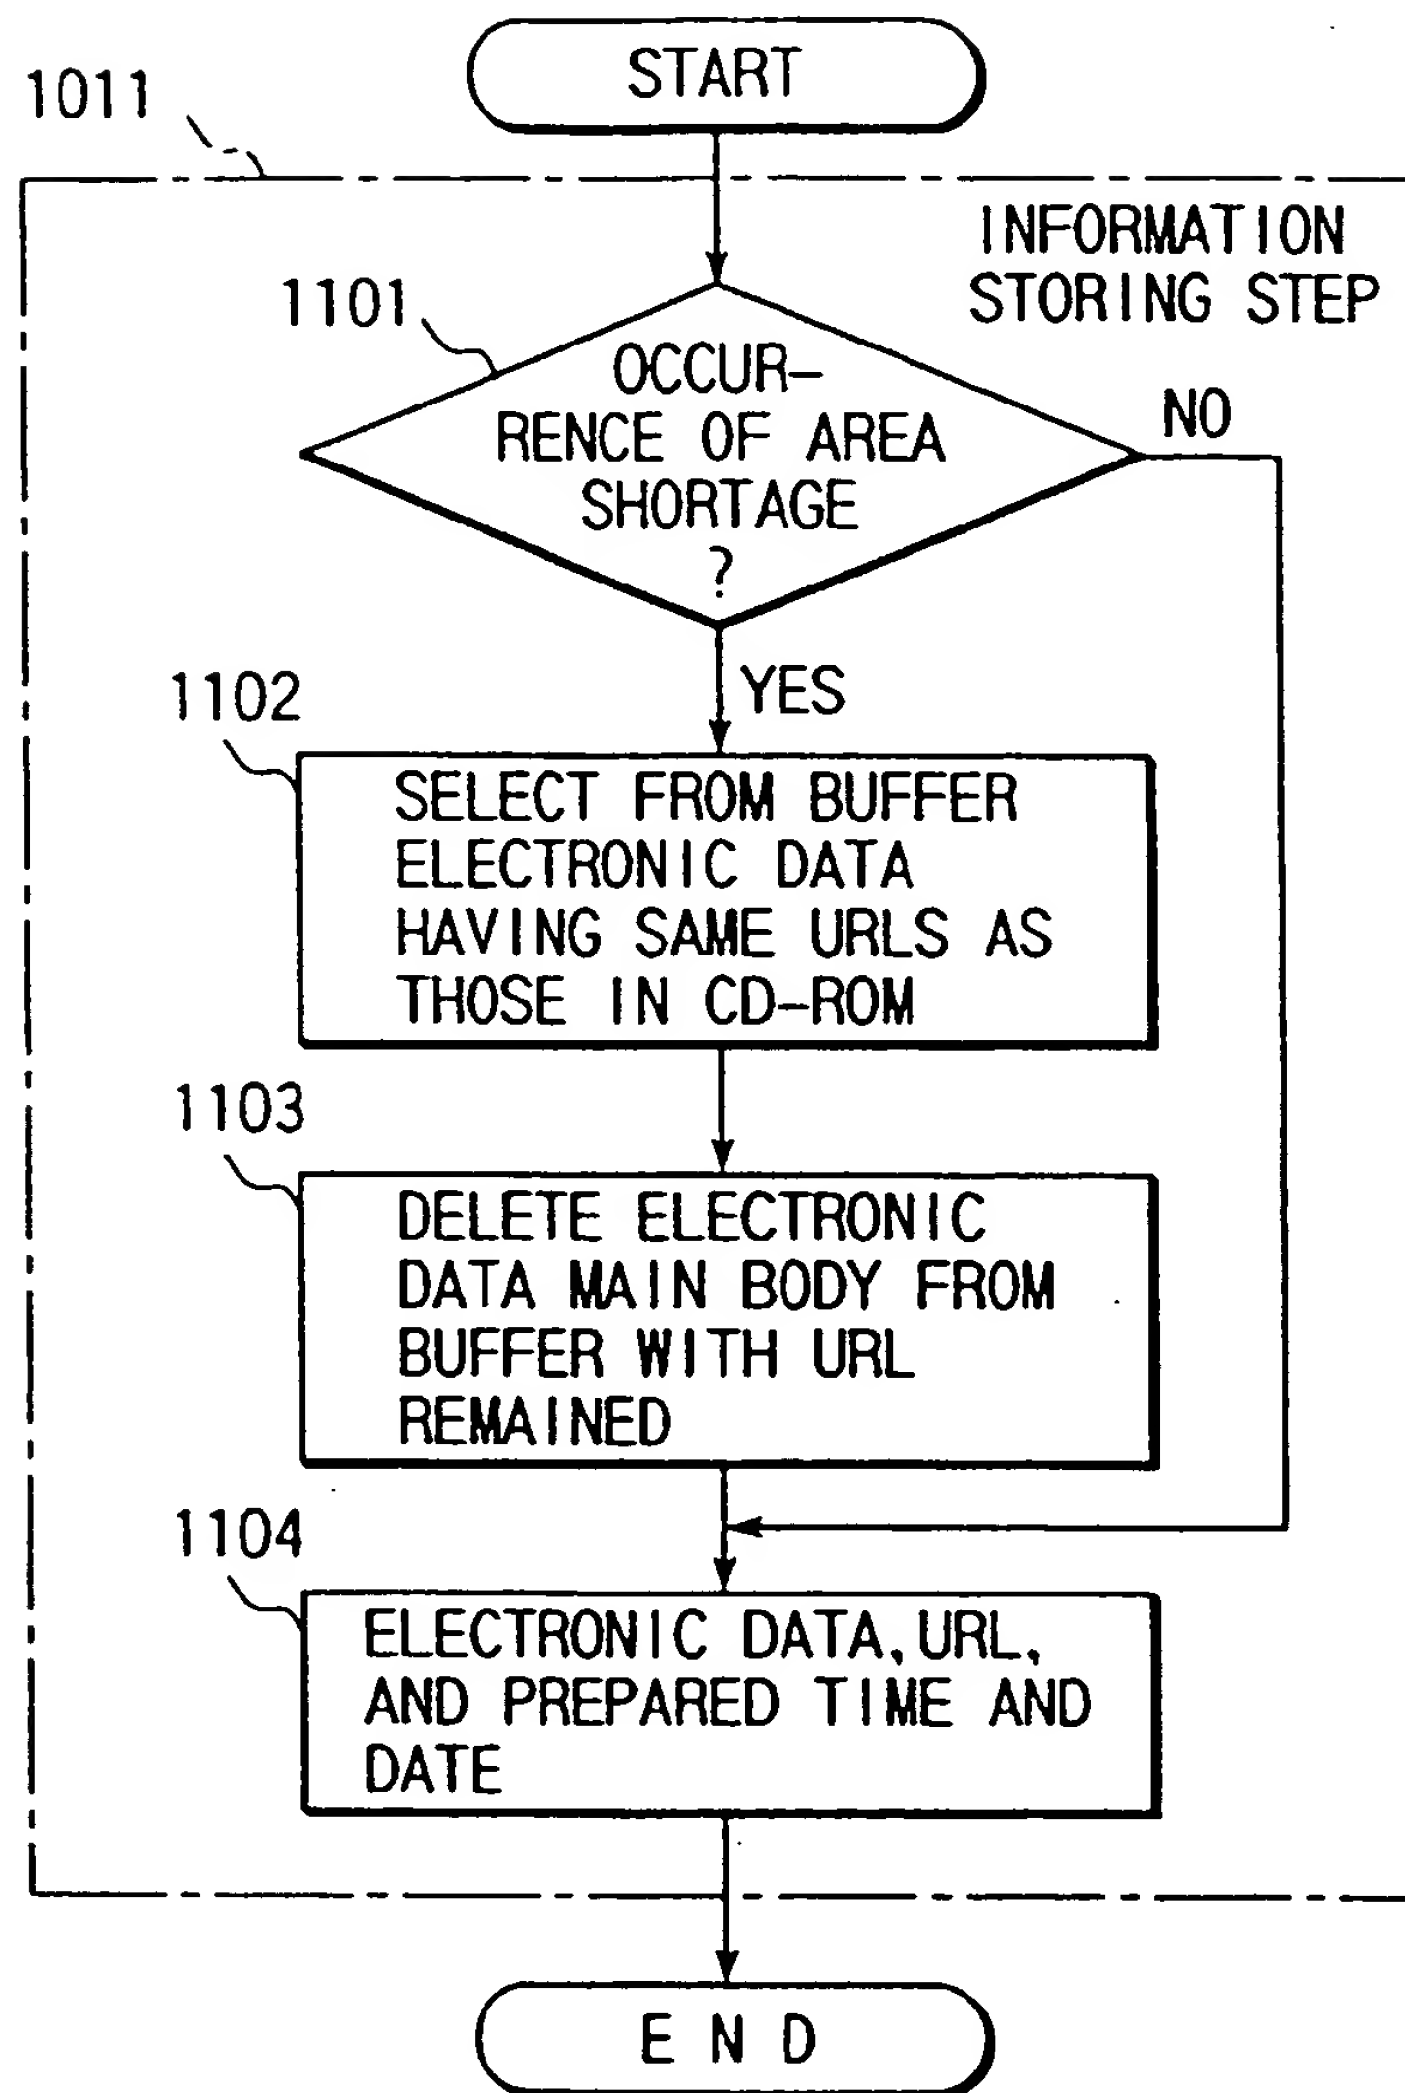 START
1011
INFORMATION
STORING STEP
1101
OCCUR-
RENCE OF AREA
SHORTAGE
?
NO
YES
1102
SELECT FROM BUFFER
ELECTRONIC DATA
HAVING SAME URLS AS
THOSE IN CD-ROM
1103
DELETE ELECTRONIC
DATA MAIN BODY FROM
BUFFER WITH URL
REMAINED
1104
ELECTRONIC DATA, URL,
AND PREPARED TIME AND
DATE
END